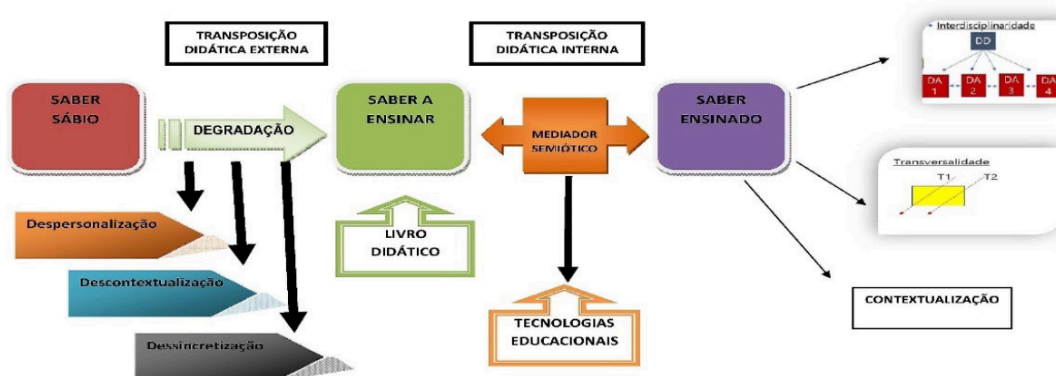 TRANSPOSIÇÃO
DIDÁTICA EXTERNA
TRANSPOSIÇÃO
DIDÁTICA INTERNA
Interdisciplinaridade
DD
DA
1
DA
2
DA
3
DA
4
SABER
SÁBIO
DEGRADAÇÃO
SABER A
ENSINAR
MEDIADOR
SEMIÓTICO
SABER
ENSINADO
Transversalidade
T1
T2
Despersonalização
LIVRO
DIDÁTICO
Descontextualização
CONTEXTUALIZAÇÃO
TECNOLOGIAS
EDUCACIONAIS
Dessincretização